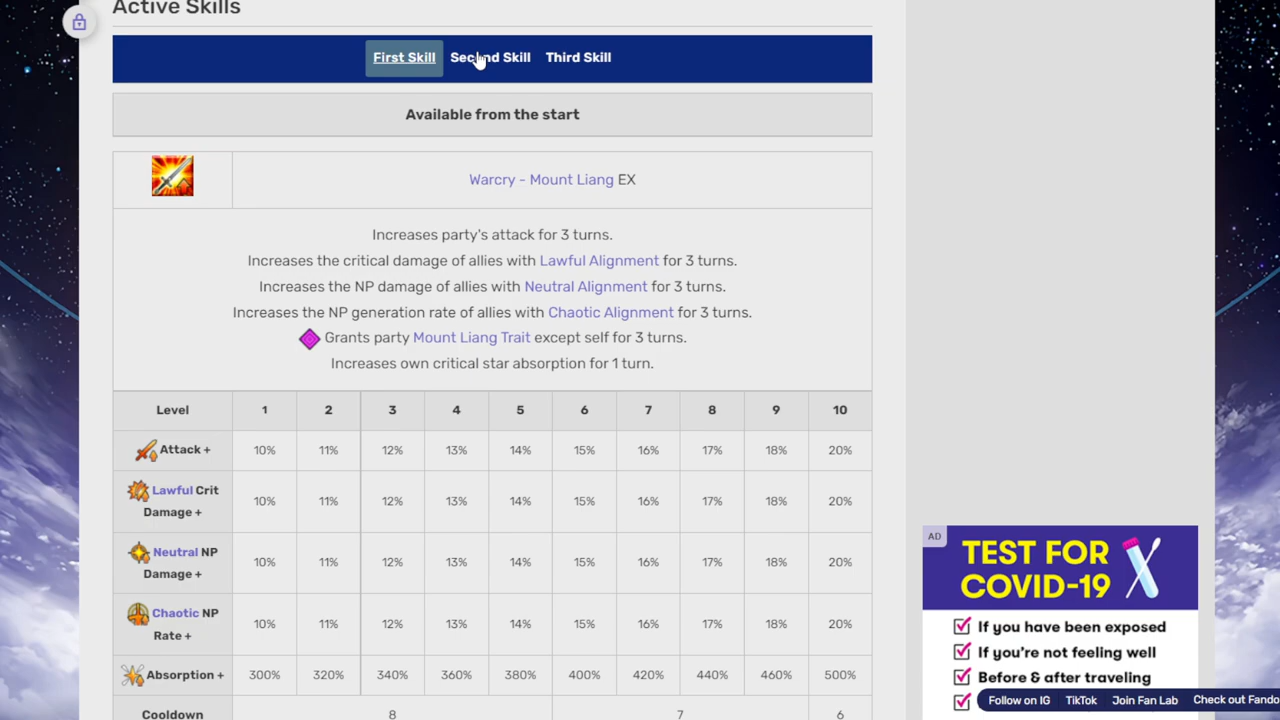 Active Skills
First Skill Second Skill Third Skill
Available from the start
Warcry - Mount Liang EX
Increases party's attack for 3 turns.
Increases the critical damage of allies with Lawful Alignment for 3 turns.
Increases the NP damage of allies with Neutral Alignment for 3 turns.
Increases the NP generation rate of allies with Chaotic Alignment for 3 turns.
Grants party Mount Liang Trait except self for 3 turns.
Increases own critical star absorption for 1 turn.
Level 1 2 3 4 5 6 7 8 9 10
Attack + 10% 11% 12% 13% 14% 15% 16% 17% 18% 20%
Lawful Crit
Damage + 10% 11% 12% 13% 14% 15% 16% 17% 18% 20%
Neutral NP
Damage + 10% 11% 12% 13% 14% 15% 16% 17% 18% 20%
Chaotic NP
Rate + 10% 11% 12% 13% 14% 15% 16% 17% 18% 20%
Absorption + 300% 320% 340% 360% 380% 400% 420% 440% 460% 500%
Cooldown 8 7 6
AD
TEST FOR
COVID-19
If you have been exposed
If you're not feeling well
Before & after traveling
Follow on IG TikTok Join Fan Lab Check out Fando